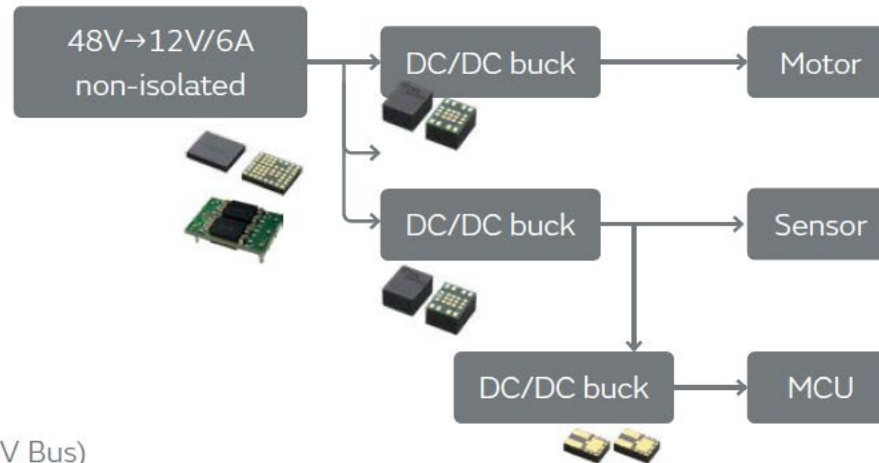 48V→12V/6A
non-isolated
DC/DC buck
Motor
DC/DC buck
Sensor
DC/DC buck
MCU
V Bus)